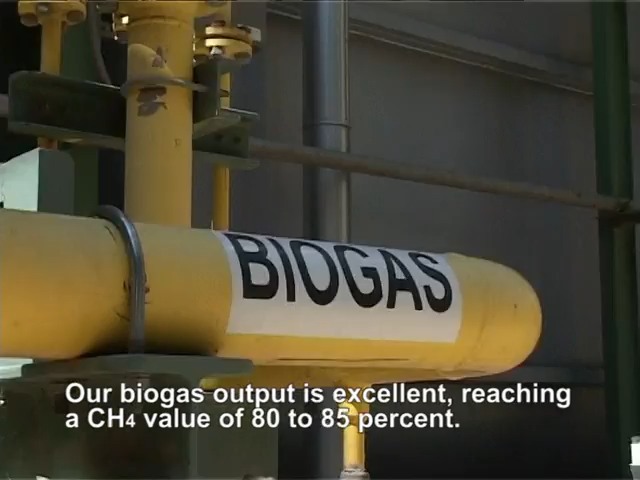 BIOGAS
Our biogas output is excellent, reaching
a CH₄ value of 80 to 85 percent.